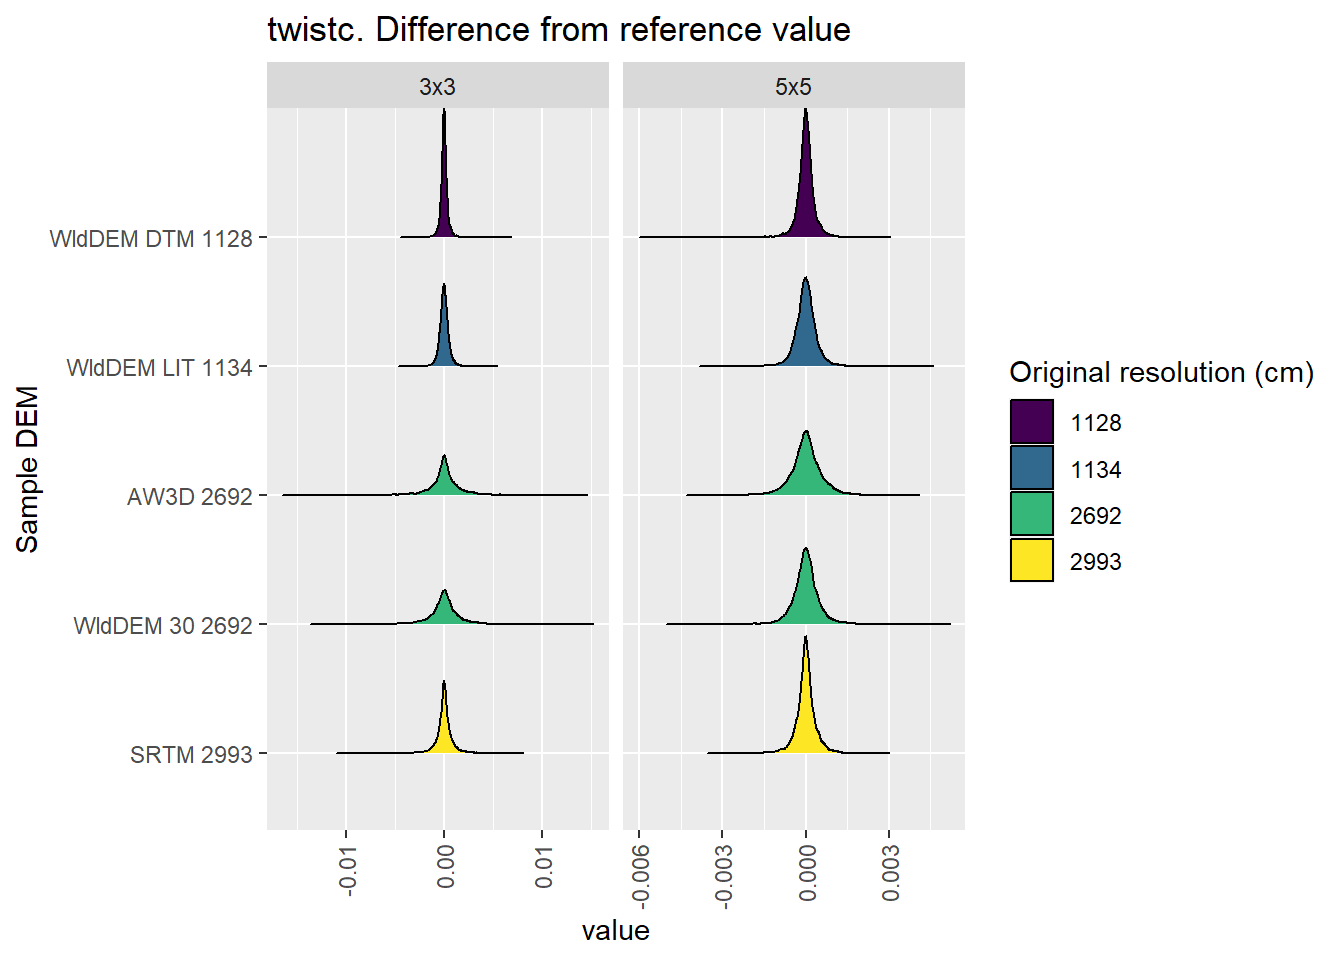 twistc. Difference from reference value
3x3
5x5
Sample DEM
WldDEM DTM 1128
WldDEM LIT 1134
AW3D 2692
WldDEM 30 2692
SRTM 2993
-0.01
0.00
0.01
-0.006
-0.003
0.000
0.003
value
Original resolution (cm)
1128
1134
2692
2993